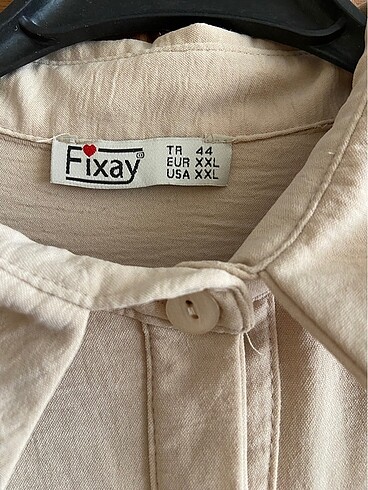 Fixay
TR 44
EUR XXL
USA XXL